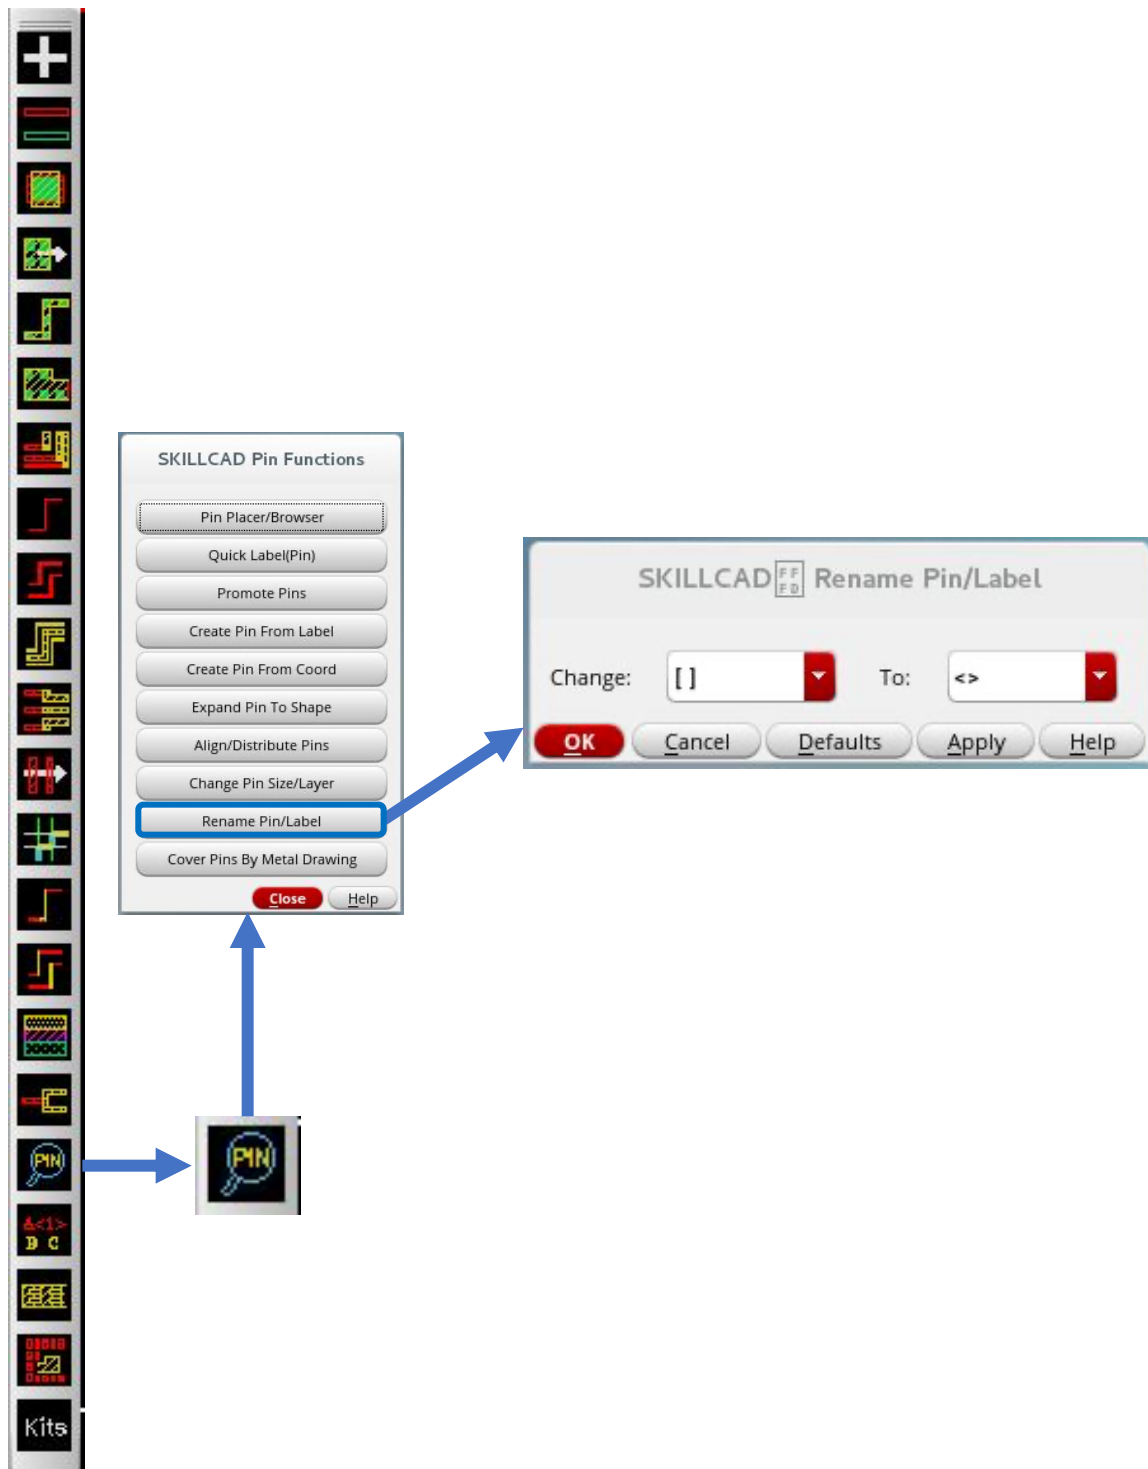 SKILLCAD Pin Functions
Pin Placer/Browser
Quick Label(Pin)
Promote Pins
Create Pin From Label
Create Pin From Coord
Expand Pin To Shape
Align/Distribute Pins
Change Pin Size/Layer
Rename Pin/Label
Cover Pins By Metal Drawing
Close Help
SKILLCAD Rename Pin/Label
Change: [ ] To: <>
OK Cancel Defaults Apply Help
PIN
PIN
A<1>
B C
Kits